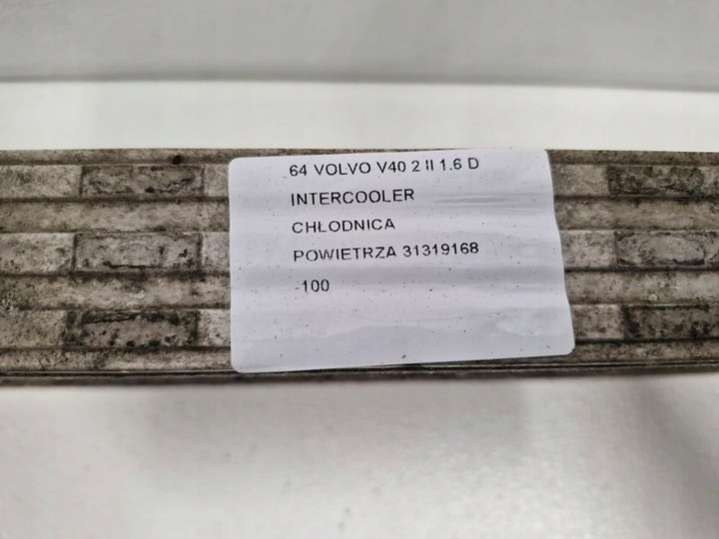 64 VOLVO V40 2 II 1.6 D
INTERCOOLER
CHŁODNICA
POWIETRZA 31319168
-100